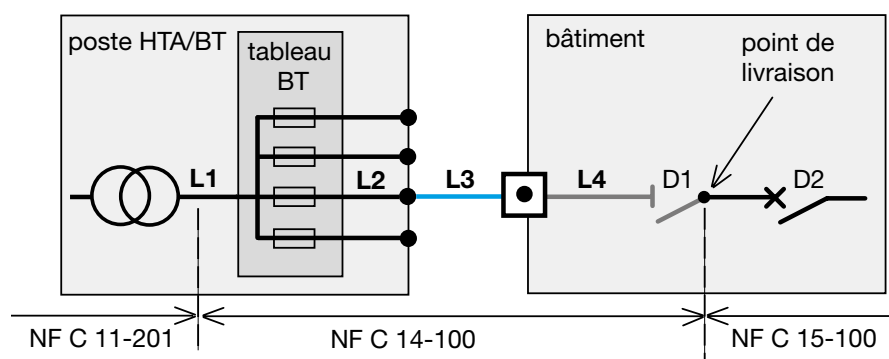 poste HTA/BT
tableau
BT
bâtiment
point de
livraison
L1
L2
L3
L4
D1
D2
NF C 11-201
NF C 14-100
NF C 15-100